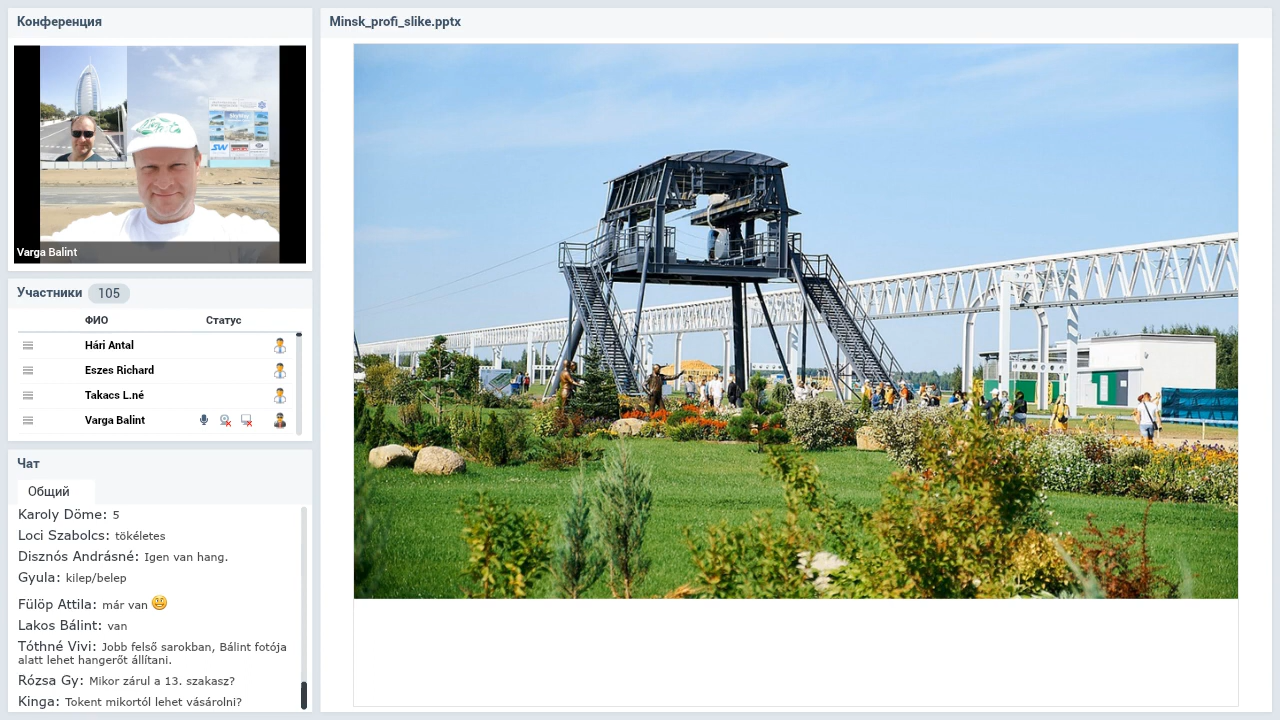 Конференция
SkyWay
SW
Varga Balint
Участники 105
ФИО Статус
Hári Antal
Eszes Richard
Takacs L.né
Varga Balint
Чат
Общий
Karoly Döme: 5
Loci Szabolcs: tökéletes
Disznós Andrásné: Igen van hang.
Gyula: kilep/belep
Fülöp Attila: már van
Lakos Bálint: van
Tóthné Vivi: Jobb felső sarokban, Bálint fotója
alatt lehet hangerőt állítani.
Rózsa Gy: Mikor zárul a 13. szakasz?
Kinga: Tokent mikortól lehet vásárolni?
Minsk_profi_slike.pptx